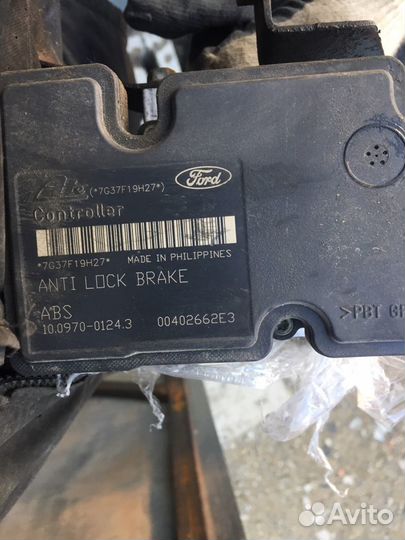 Ate (*7G37F19H27*) Ford
Controller
*7G37F19H27* MADE IN PHILIPPINES
ANTI LOCK BRAKE
ABS
10.0970-0124.3 00402662E3
>PBT GF
Avito